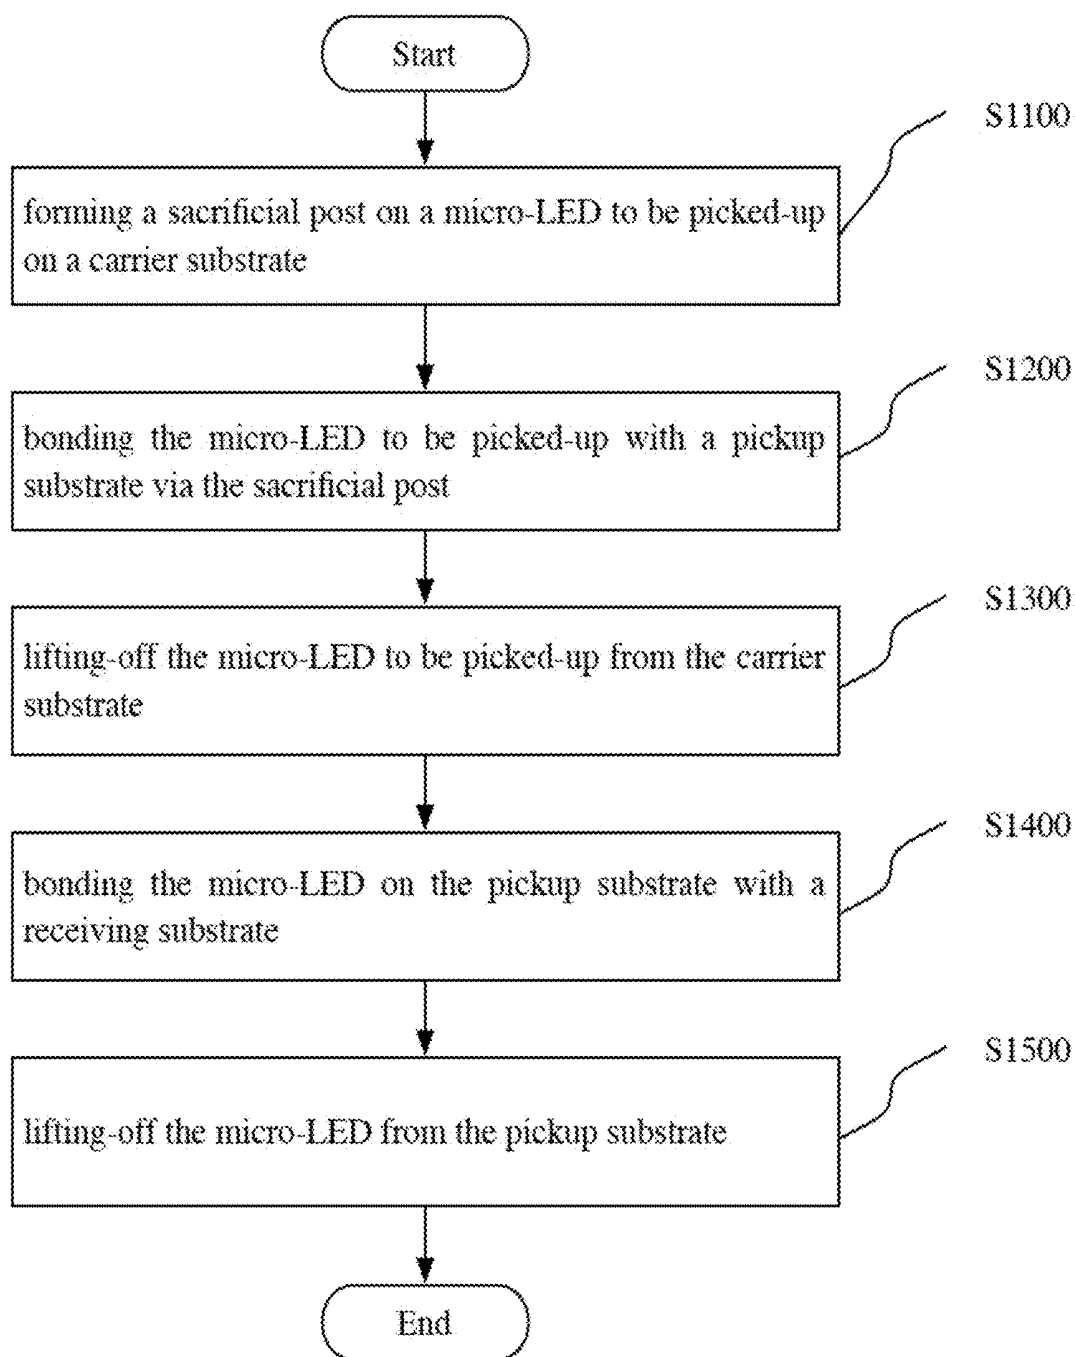 Start
S1100
forming a sacrificial post on a micro-LED to be picked-up
on a carrier substrate
S1200
bonding the micro-LED to be picked-up with a pickup
substrate via the sacrificial post
S1300
lifting-off the micro-LED to be picked-up from the carrier
substrate
S1400
bonding the micro-LED on the pickup substrate with a
receiving substrate
S1500
lifting-off the micro-LED from the pickup substrate
End